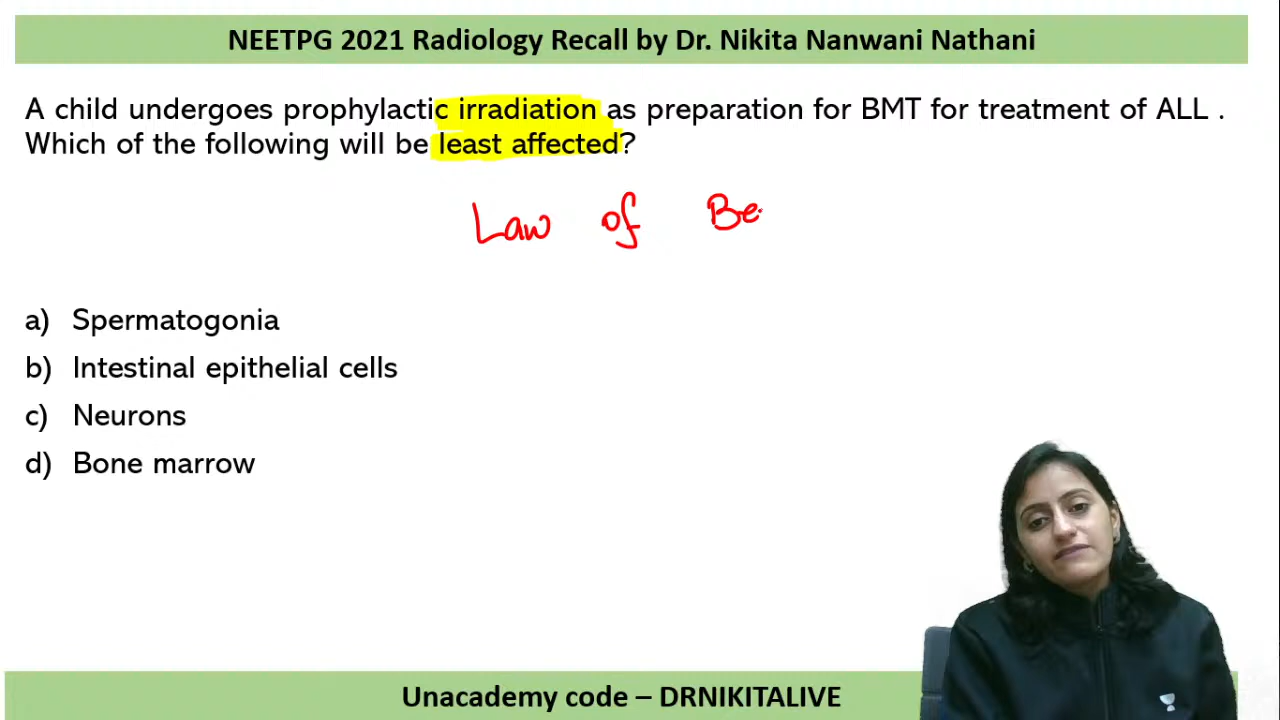 NEETPG 2021 Radiology Recall by Dr. Nikita Nanwani Nathani
A child undergoes prophylactic irradiation as preparation for BMT for treatment of ALL .
Which of the following will be least affected?
Law of Be
a) Spermatogonia
b) Intestinal epithelial cells
c) Neurons
d) Bone marrow
Unacademy code – DRNIKITALIVE